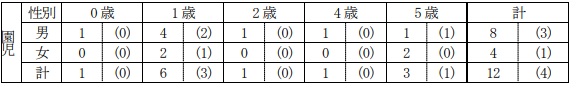 園児 性別 0歳 1歳 2歳 4歳 5歳 計
男 1 (0) 4 (2) 1 (0) 1 (0) 1 (1) 8 (3)
女 0 (0) 2 (1) 0 (0) 0 (0) 2 (0) 4 (1)
計 1 (0) 6 (3) 1 (0) 1 (0) 3 (1) 12 (4)